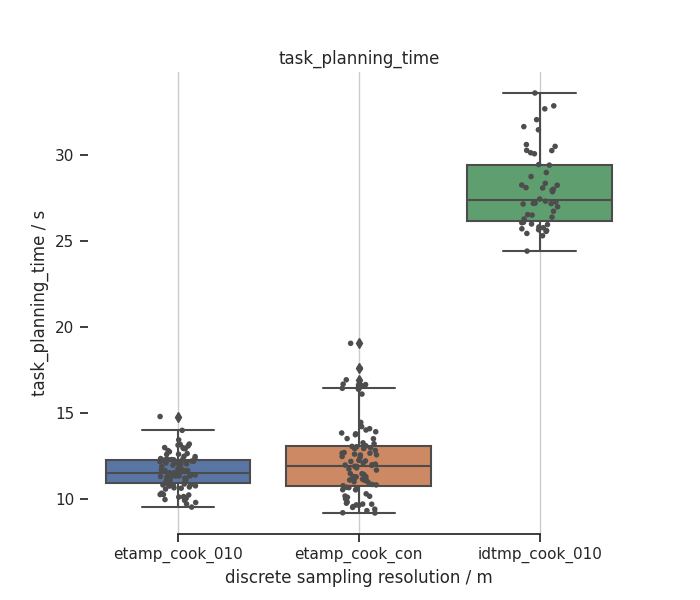 task_planning_time
task_planning_time / s
30
25
20
15
10
etamp_cook_010 etamp_cook_con idtmp_cook_010
discrete sampling resolution / m